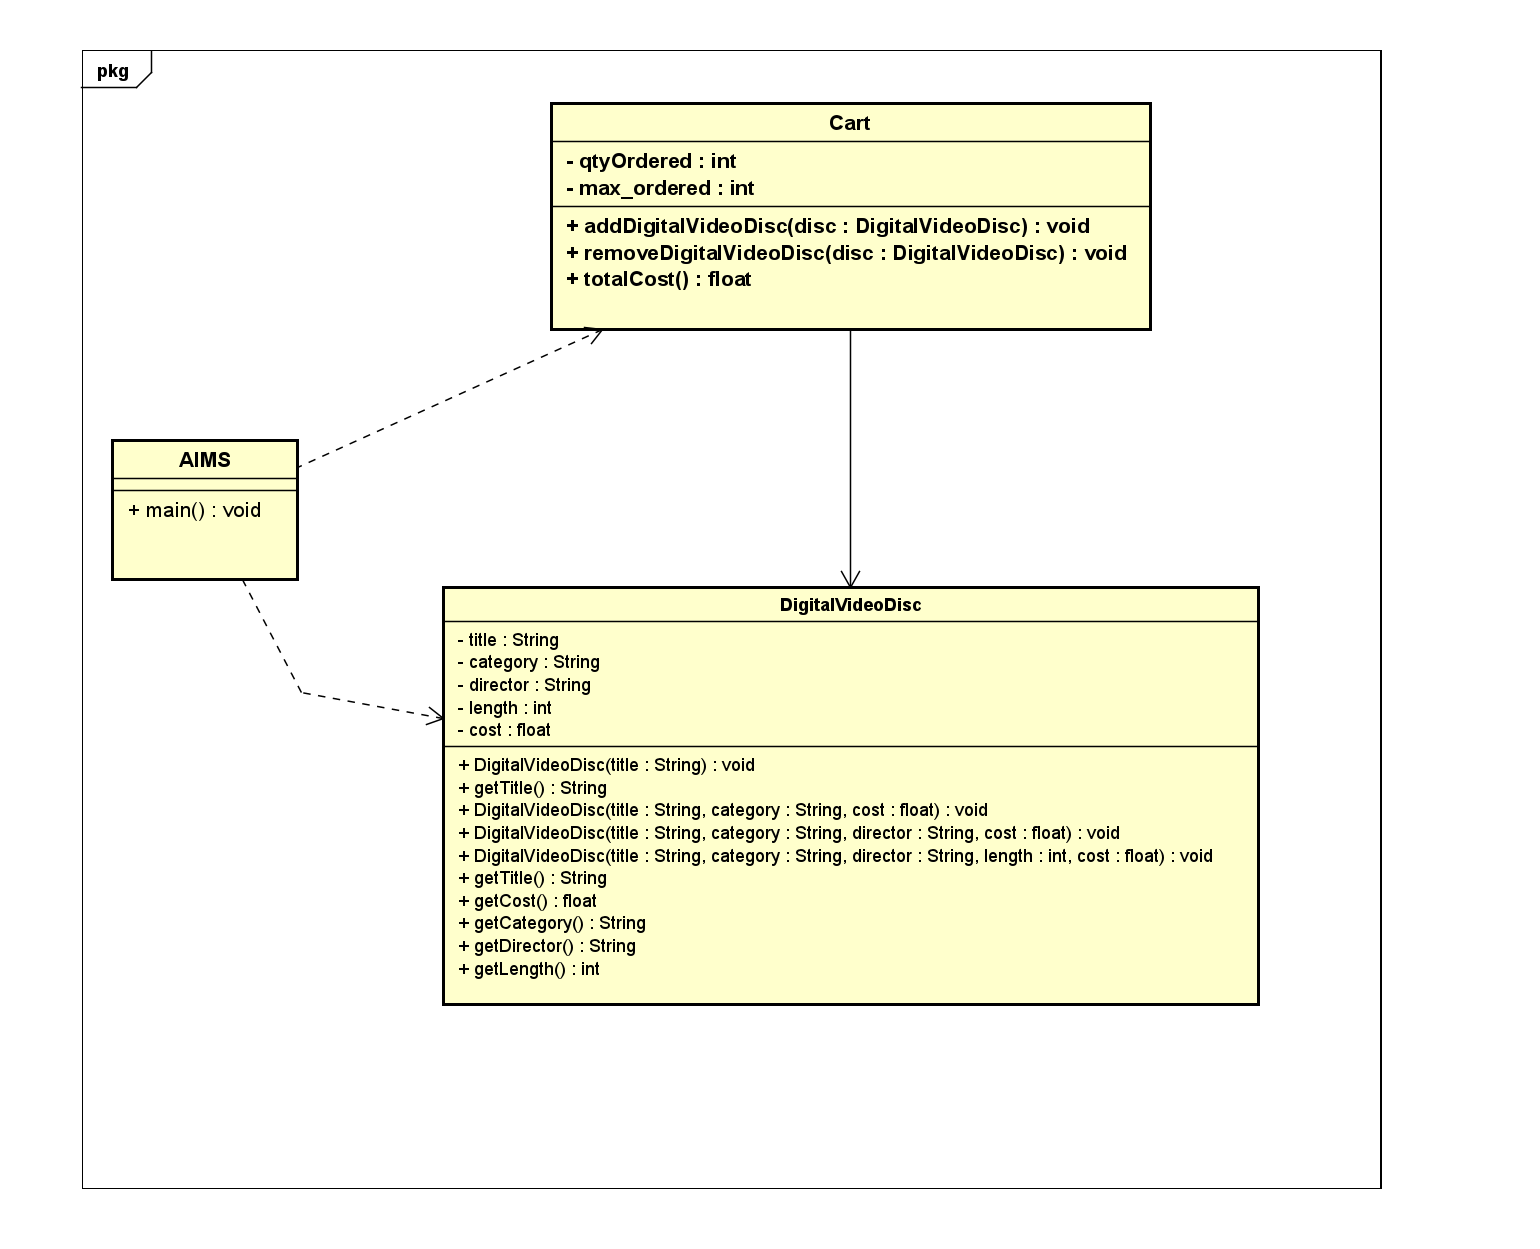 pkg
Cart
- qtyOrdered : int
- max_ordered : int
+ addDigitalVideoDisc(disc : DigitalVideoDisc) : void
+ removeDigitalVideoDisc(disc : DigitalVideoDisc) : void
+ totalCost() : float
AIMS
+ main() : void
DigitalVideoDisc
- title : String
- category : String
- director : String
- length : int
- cost : float
+ DigitalVideoDisc(title : String) : void
+ getTitle() : String
+ DigitalVideoDisc(title : String, category : String, cost : float) : void
+ DigitalVideoDisc(title : String, category : String, director : String, cost : float) : void
+ DigitalVideoDisc(title : String, category : String, director : String, length : int, cost : float) : void
+ getTitle() : String
+ getCost() : float
+ getCategory() : String
+ getDirector() : String
+ getLength() : int